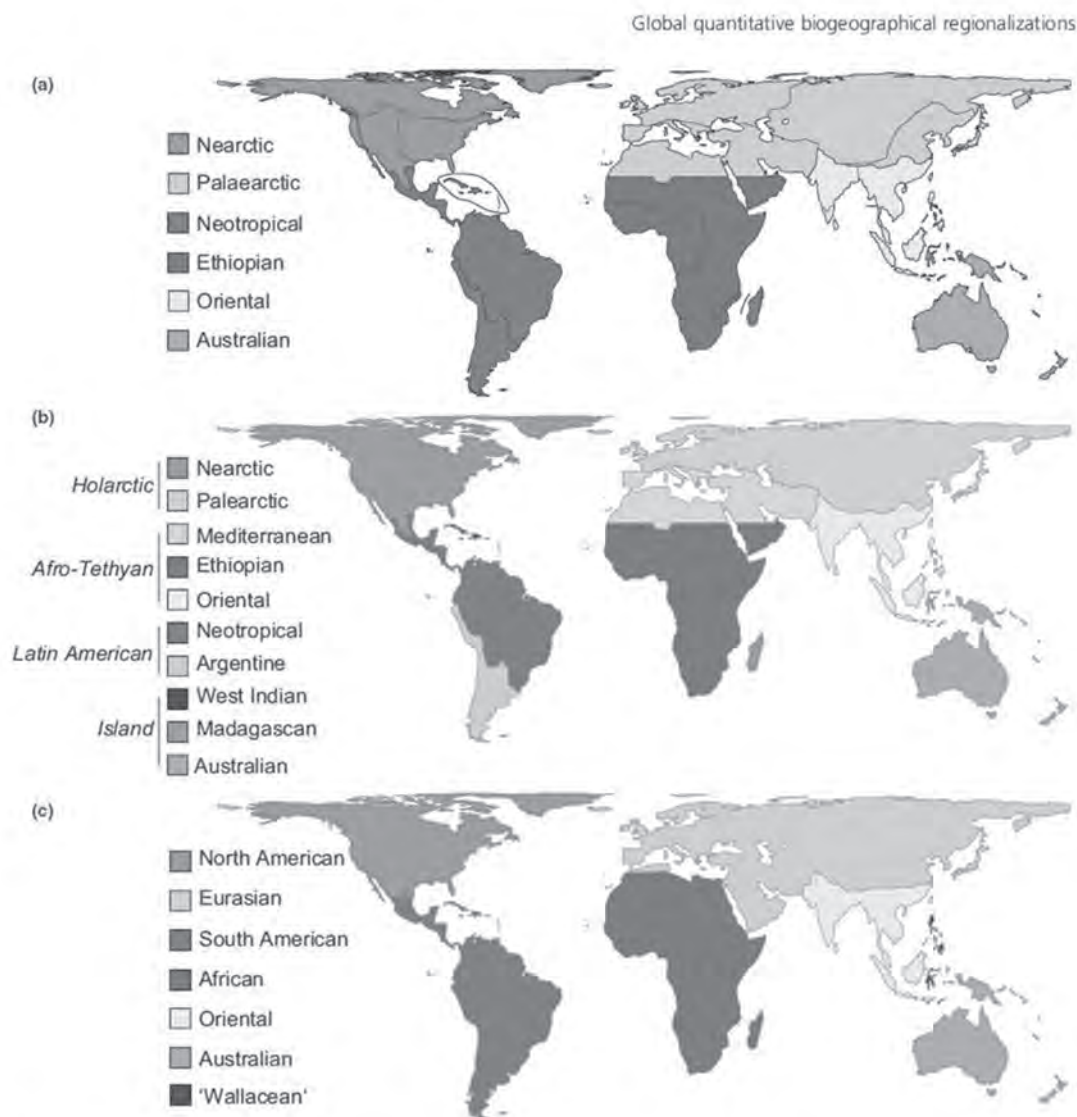 Global quantitative biogeographical regionalizations
(a)
Nearctic
Palaearctic
Neotropical
Ethiopian
Oriental
Australian
(b)
Holarctic
Nearctic
Palearctic
Afro-Tethyan
Mediterranean
Ethiopian
Oriental
Latin American
Neotropical
Argentine
Island
West Indian
Madagascan
Australian
(c)
North American
Eurasian
South American
African
Oriental
Australian
'Wallacean'